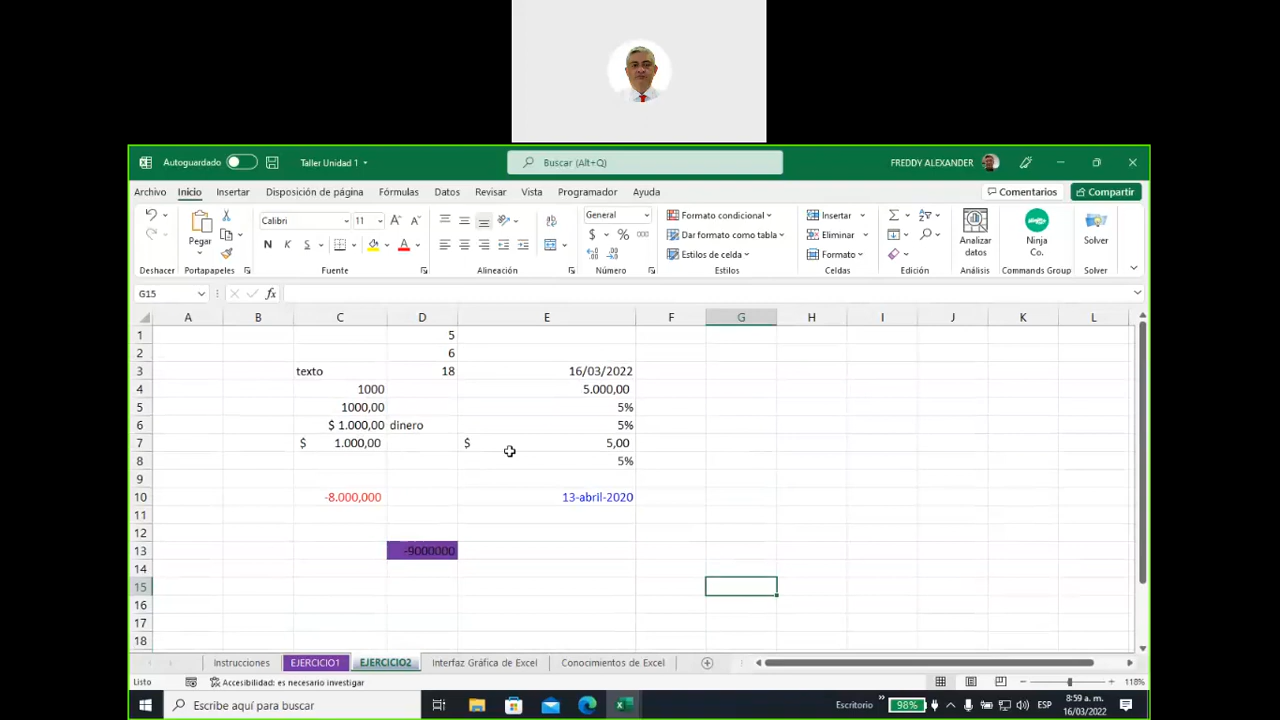 Autoguardado Taller Unidad 1 Buscar (Alt+Q) FREDDY ALEXANDER
Archivo Inicio Insertar Disposición de página Fórmulas Datos Revisar Vista Programador Ayuda Comentarios Compartir
Pegar Calibri 11 General Formato condicional Insertar Analizar datos Ninja Co. Solver
N K S $ % 000 Dar formato como tabla Eliminar
Estilos de celda Formato
Deshacer Portapapeles Fuente Alineación Número Estilos Celdas Edición Análisis Commands Group Solver
G15 fx
A B C D E F G H I J K L
1 5
2 6
3 texto 18 16/03/2022
4 1000 5.000,00
5 1000,00 5%
6 $ 1.000,00 dinero 5%
7 $ 1.000,00 $ 5,00
8 5%
9
10 -8.000,000 13-abril-2020
11
12
13 -9000000
14
15
16
17
18
Instrucciones EJERCICIO1 EJERCICIO2 Interfaz Gráfica de Excel Conocimientos de Excel
Listo Accesibilidad: es necesario investigar 118%
Escribe aquí para buscar Escritorio 98% ESP 8:59 a. m.
16/03/2022